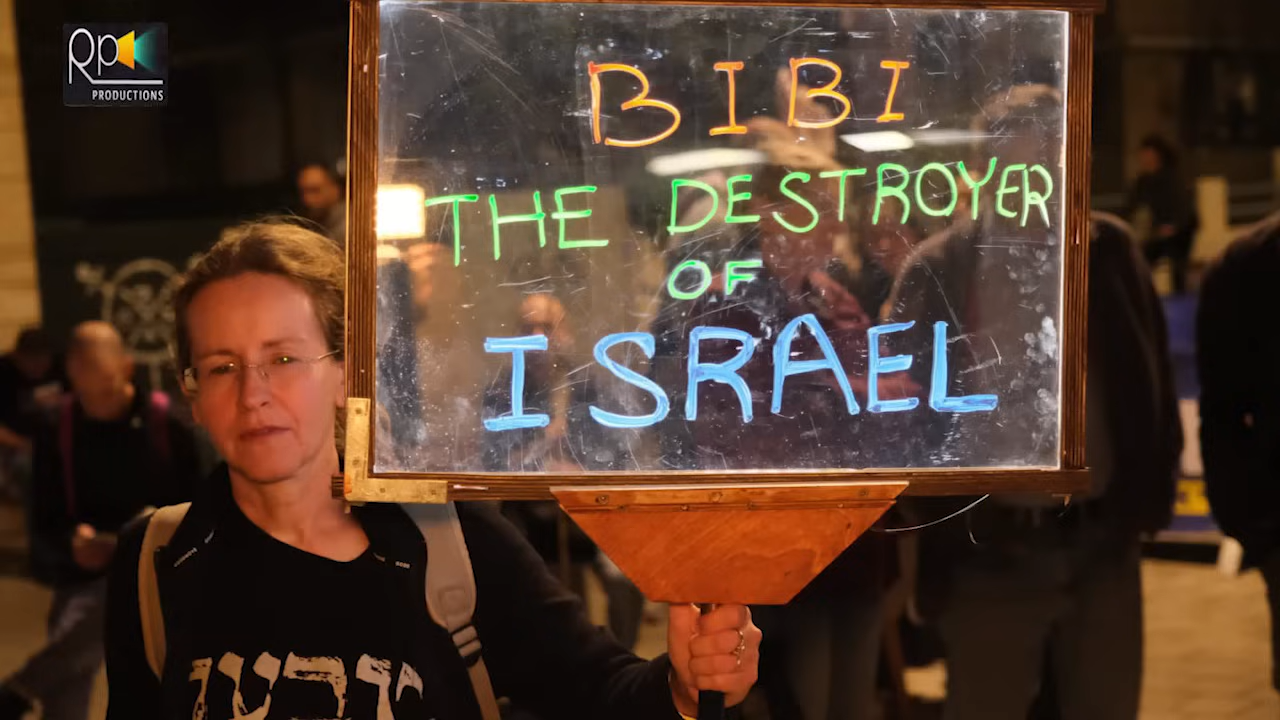 Rp
PRODUCTIONS
BIBI
THE DESTROYER
OF
ISRAEL